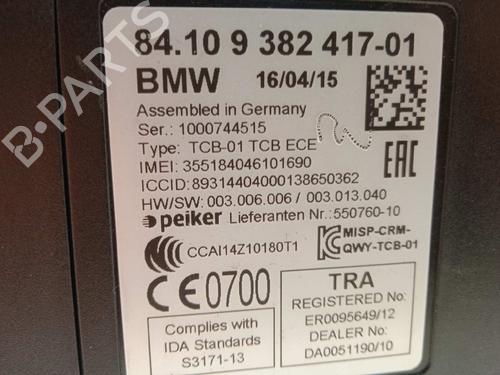 84.10 9 382 417-01
BMW 16/04/15
Assembled in Germany
Ser.: 1000744515
Type: TCB-01 TCB ECE
IMEI: 355184046101690
ICCID: 89314404000138650362
HW/SW: 003.006.006 / 003.013.040
peiker Lieferanten Nr.:550760-10
CCAI14Z10180T1
MISP-CRM-
QWY-TCB-01
EAC
CE0700
Complies with
IDA Standards
S3171-13
TRA
REGISTERED No:
ER0095649/12
DEALER No:
DA0051190/10
B-PARTS